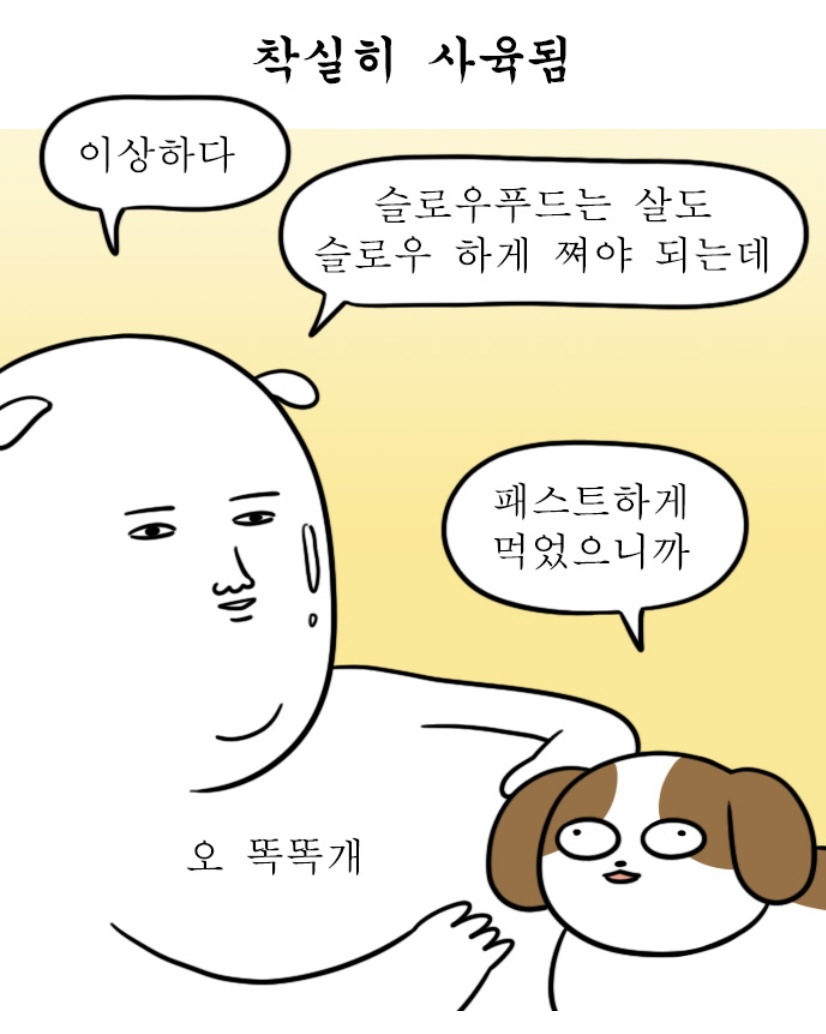 착실히 사육됨
이상하다
슬로우푸드는 살도
슬로우 하게 쪄야 되는데
패스트하게
먹었으니까
오 똑똑개